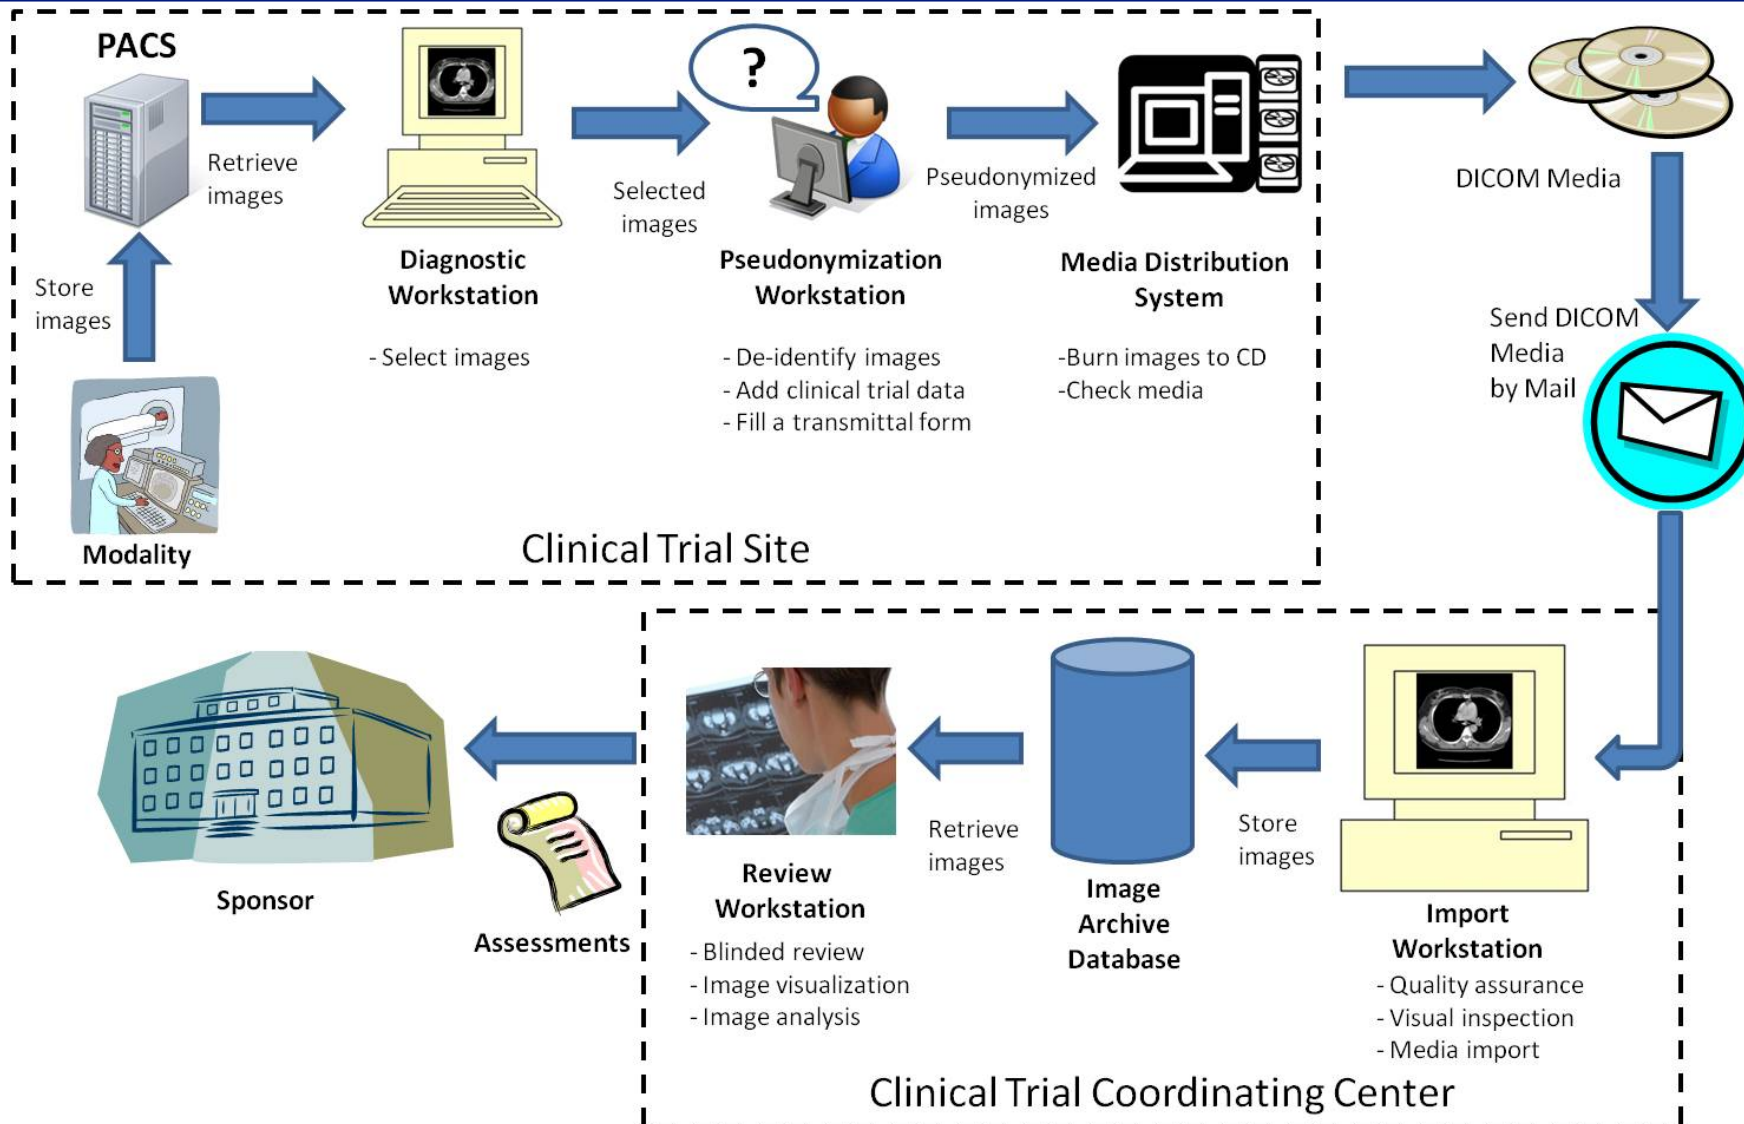 PACS
?
Retrieve
images
Selected
images
Pseudonymized
images
DICOM Media
Store
images
Diagnostic
Workstation
- Select images
Pseudonymization
Workstation
- De-identify images
- Add clinical trial data
- Fill a transmittal form
Media Distribution
System
-Burn images to CD
-Check media
Send DICOM
Media
by Mail
Modality
Clinical Trial Site
Sponsor
Assessments
Review
Workstation
- Blinded review
- Image visualization
- Image analysis
Retrieve
images
Image
Archive
Database
Store
images
Import
Workstation
- Quality assurance
- Visual inspection
- Media import
Clinical Trial Coordinating Center